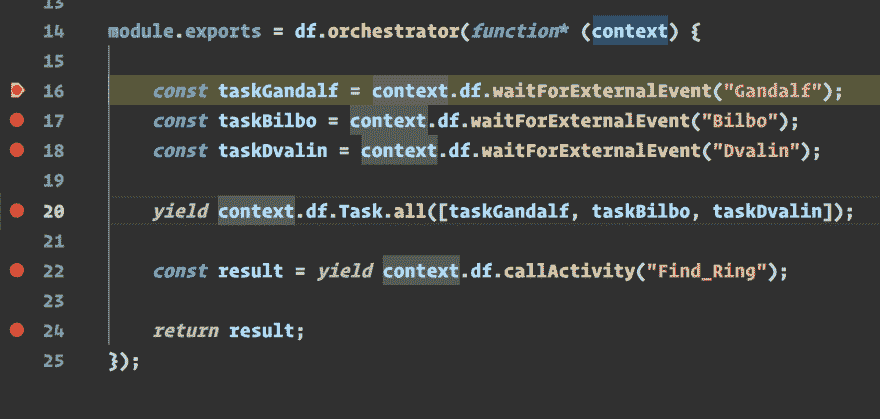 13
14 module.exports = df.orchestrator(function* (context) {
15
16 const taskGandalf = context.df.waitForExternalEvent("Gandalf");
17 const taskBilbo = context.df.waitForExternalEvent("Bilbo");
18 const taskDvalin = context.df.waitForExternalEvent("Dvalin");
19
20 yield context.df.Task.all([taskGandalf, taskBilbo, taskDvalin]);
21
22 const result = yield context.df.callActivity("Find_Ring");
23
24 return result;
25 });